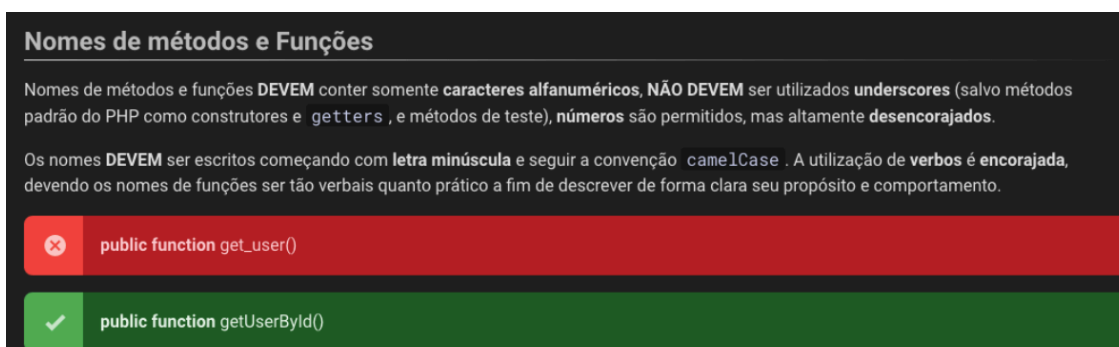 Nomes de métodos e Funções
Nomes de métodos e funções DEVEM conter somente caracteres alfanuméricos, NÃO DEVEM ser utilizados underscores (salvo métodos
padrão do PHP como construtores e getters, e métodos de teste), números são permitidos, mas altamente desencorajados.
Os nomes DEVEM ser escritos começando com letra minúscula e seguir a convenção camelCase. A utilização de verbos é encorajada,
devendo os nomes de funções ser tão verbais quanto prático a fim de descrever de forma clara seu propósito e comportamento.
public function get_user()
public function getUserById()